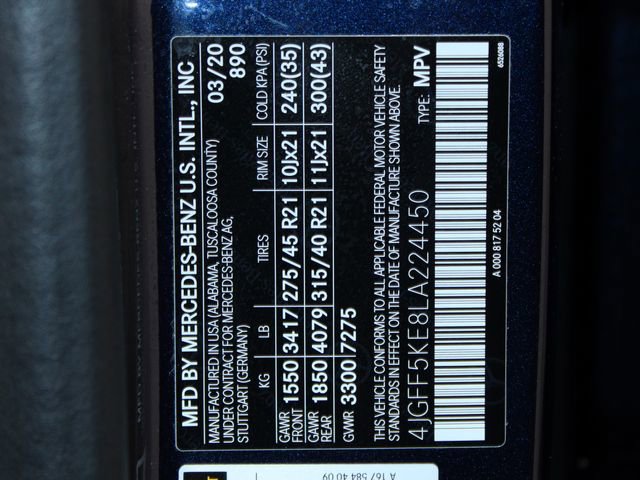 MFD BY MERCEDES-BENZ U.S. INTL., INC
MANUFACTURED IN USA (ALABAMA, TUSCALOOSA COUNTY) 03/20
UNDER CONTRACT FOR MERCEDES-BENZ AG,
STUTTGART (GERMANY) 890
KG LB TIRES RIM SIZE COLD KPA (PSI)
GAWR FRONT 1550 3417 275/45 R21 10Jx21 240(35)
GAWR REAR 1850 4079 315/40 R21 11Jx21 300(43)
GVWR 3300 7275
THIS VEHICLE CONFORMS TO ALL APPLICABLE FEDERAL MOTOR VEHICLE SAFETY
STANDARDS IN EFFECT ON THE DATE OF MANUFACTURE SHOWN ABOVE.
4JGFF5KE8LA224450 TYPE: MPV
A 000 817 52 04
6526088
A 167 584 40 09